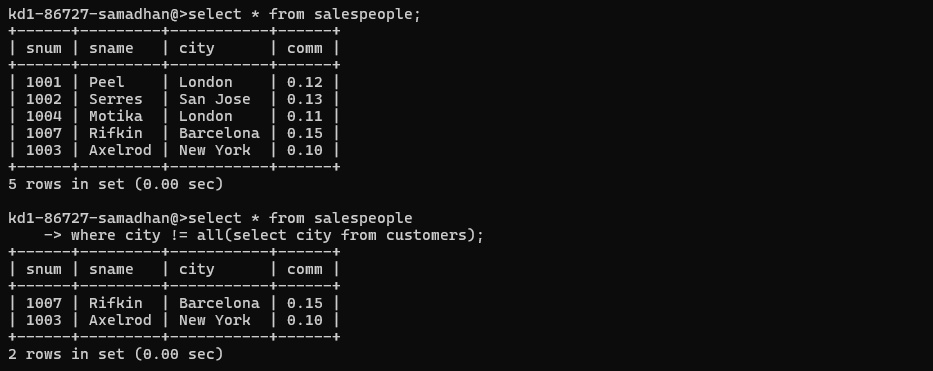 kd1-86727-samadhan@>select * from salespeople;
+------+---------+-----------+------+
| snum | sname   | city      | comm |
+------+---------+-----------+------+
| 1001 | Peel    | London    | 0.12 |
| 1002 | Serres  | San Jose  | 0.13 |
| 1004 | Motika  | London    | 0.11 |
| 1007 | Rifkin  | Barcelona | 0.15 |
| 1003 | Axelrod | New York  | 0.10 |
+------+---------+-----------+------+
5 rows in set (0.00 sec)

kd1-86727-samadhan@>select * from salespeople
    -> where city != all(select city from customers);
+------+---------+-----------+------+
| snum | sname   | city      | comm |
+------+---------+-----------+------+
| 1007 | Rifkin  | Barcelona | 0.15 |
| 1003 | Axelrod | New York  | 0.10 |
+------+---------+-----------+------+
2 rows in set (0.00 sec)